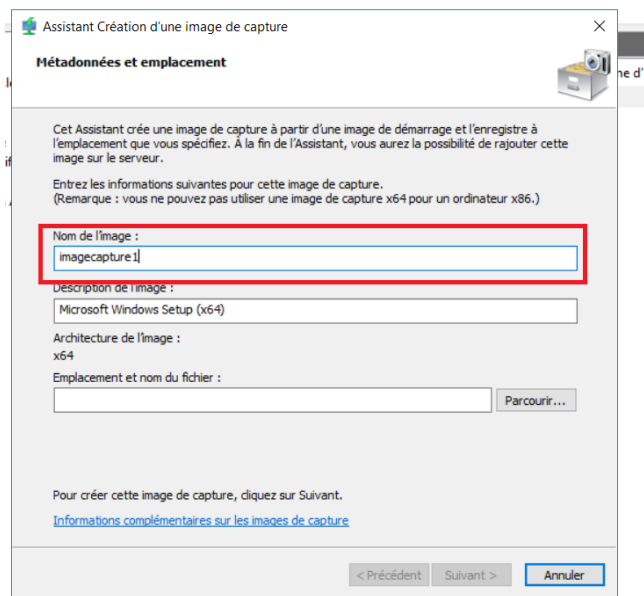 Assistant Création d'une image de capture
Métadonnées et emplacement
Cet Assistant crée une image de capture à partir d'une image de démarrage et l'enregistre à
l'emplacement que vous spécifiez. À la fin de l'Assistant, vous aurez la possibilité de rajouter cette
image sur le serveur.
Entrez les informations suivantes pour cette image de capture.
(Remarque : vous ne pouvez pas utiliser une image de capture x64 pour un ordinateur x86.)
Nom de l'image :
imagecapture1
Description de l'image :
Microsoft Windows Setup (x64)
Architecture de l'image :
x64
Emplacement et nom du fichier :
Parcourir...
Pour créer cette image de capture, cliquez sur Suivant.
Informations complémentaires sur les images de capture
< Précédent Suivant > Annuler